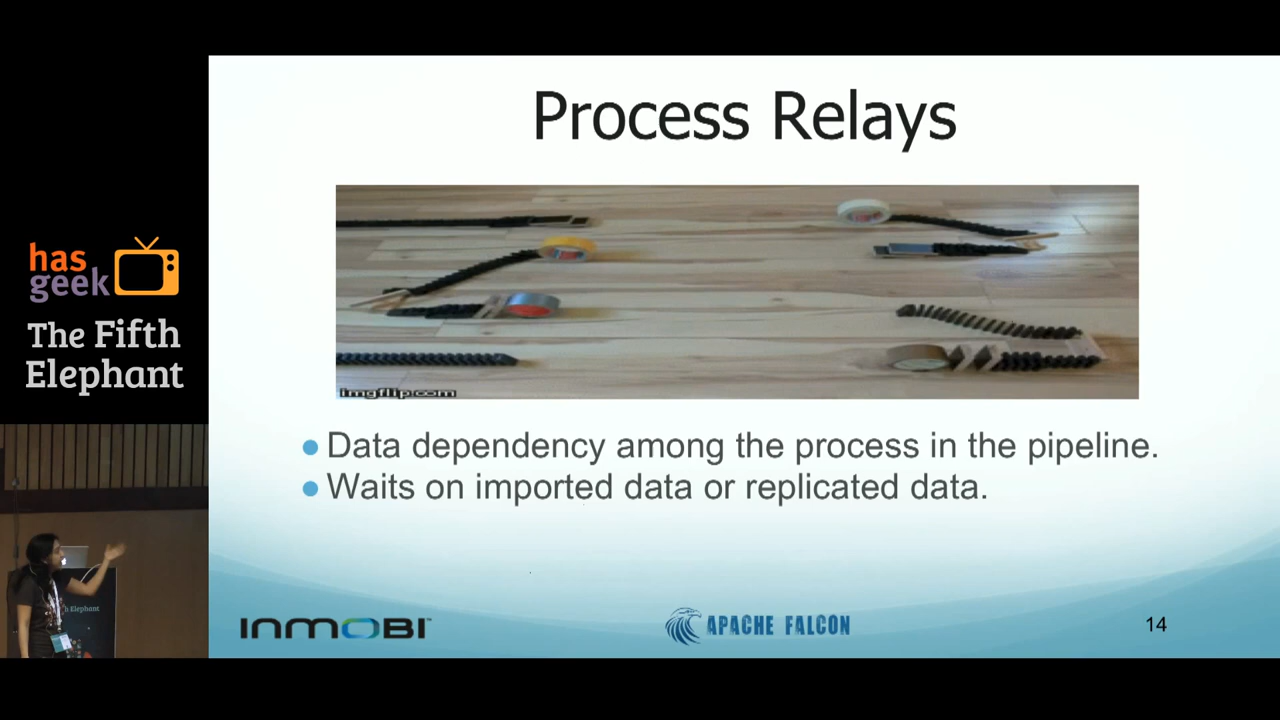 Process Relays
has
geek
The Fifth
Elephant
imgflip.com
Data dependency among the process in the pipeline.
Waits on imported data or replicated data.
h Elephant
INMOBI
APACHE FALCON
14